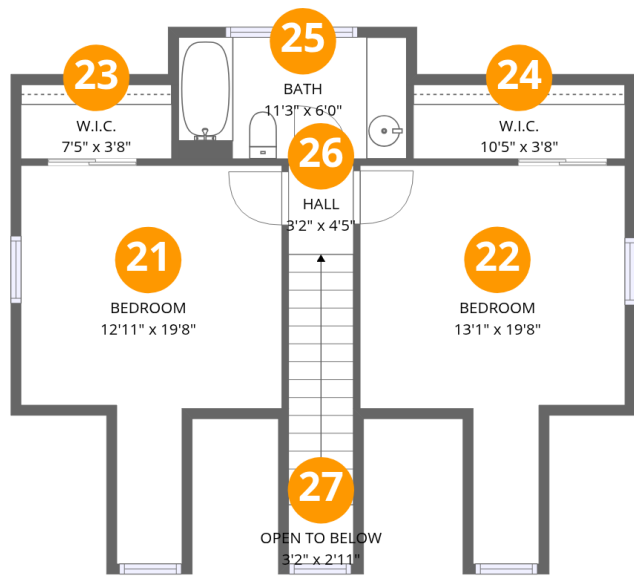 25
BATH
11'3" x 6'0"
23
W.I.C.
7'5" x 3'8"
24
W.I.C.
10'5" x 3'8"
26
HALL
3'2" x 4'5"
21
BEDROOM
12'11" x 19'8"
22
BEDROOM
13'1" x 19'8"
27
OPEN TO BELOW
3'2" x 2'11"